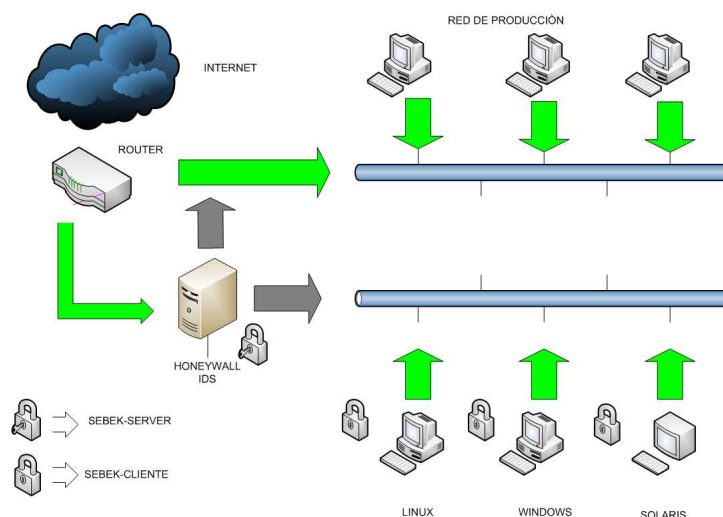 RED DE PRODUCCIÒN
INTERNET
ROUTER
HONEYWALL
IDS
SEBEK-SERVER
SEBEK-CLIENTE
LINUX
WINDOWS
SOLARIS